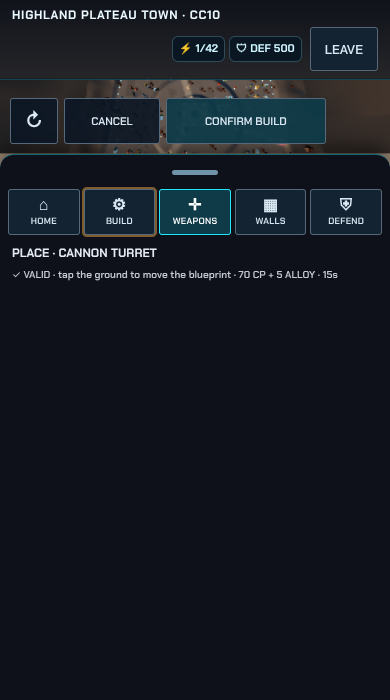 HIGHLAND PLATEAU TOWN · CC10
⚡ 1/42
🛡 DEF 500
LEAVE
↻
CANCEL
CONFIRM BUILD
HOME
BUILD
WEAPONS
WALLS
DEFEND
PLACE · CANNON TURRET
✓ VALID · tap the ground to move the blueprint · 70 CP + 5 ALLOY · 15s